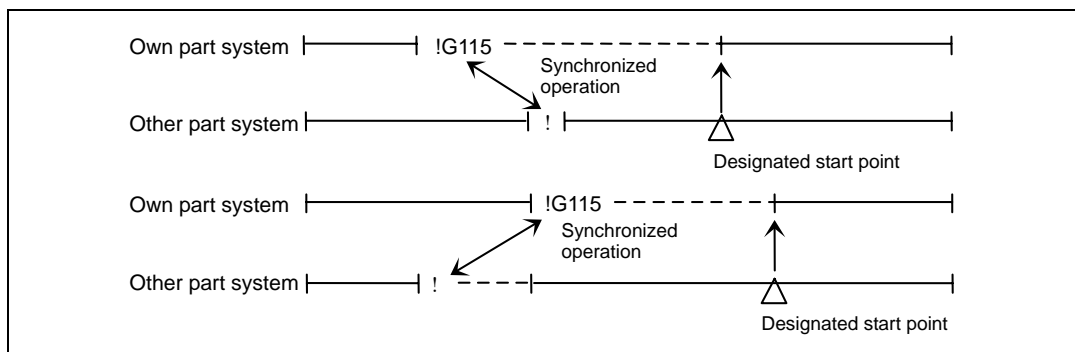 Own part system !G115
Synchronized
operation
Other part system !
Designated start point
Own part system !G115
Synchronized
operation
Other part system !
Designated start point